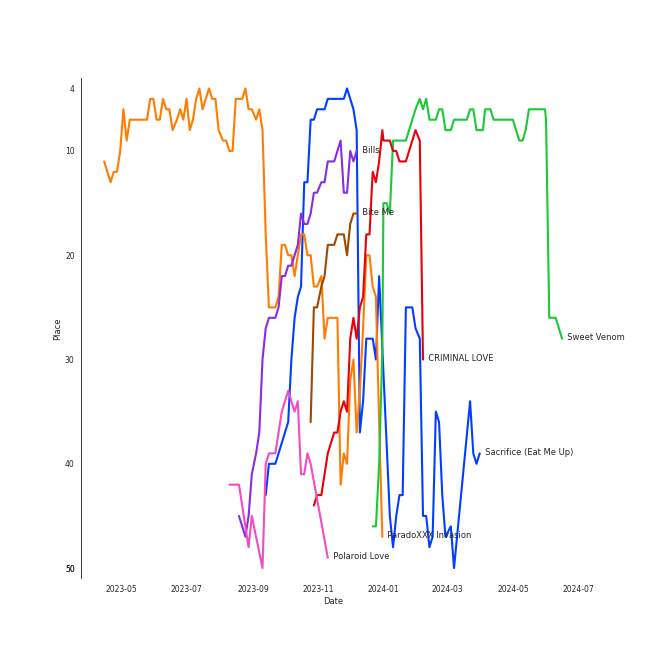 4
10
Bills
Bite Me
20
Place
Sweet Venom
30
CRIMINAL LOVE
40
Sacrifice (Eat Me Up)
ParadoXXX Invasion
Polaroid Love
50
2023-05
2023-07
2023-09
2023-11
2024-01
2024-03
2024-05
2024-07
Date